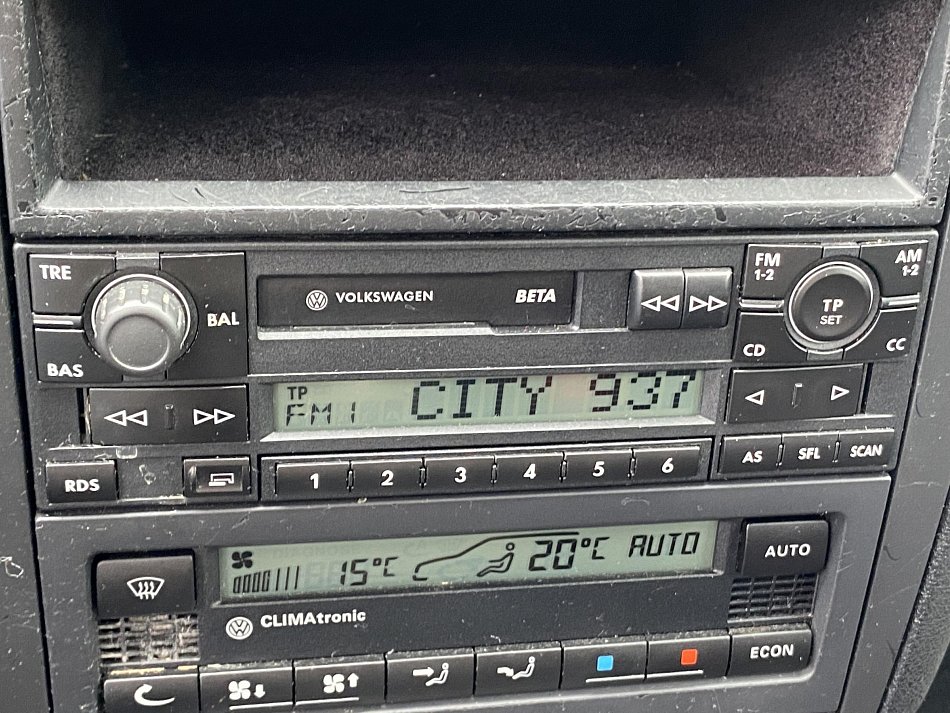 TRE
BAL
BAS
VOLKSWAGEN BETA
FM
1-2
AM
1-2
TP
SET
CD
CC
TP
FM1 CITY 937
RDS
1 2 3 4 5 6
AS SFL SCAN
15°C 20°C AUTO
AUTO
CLIMAtronic
ECON